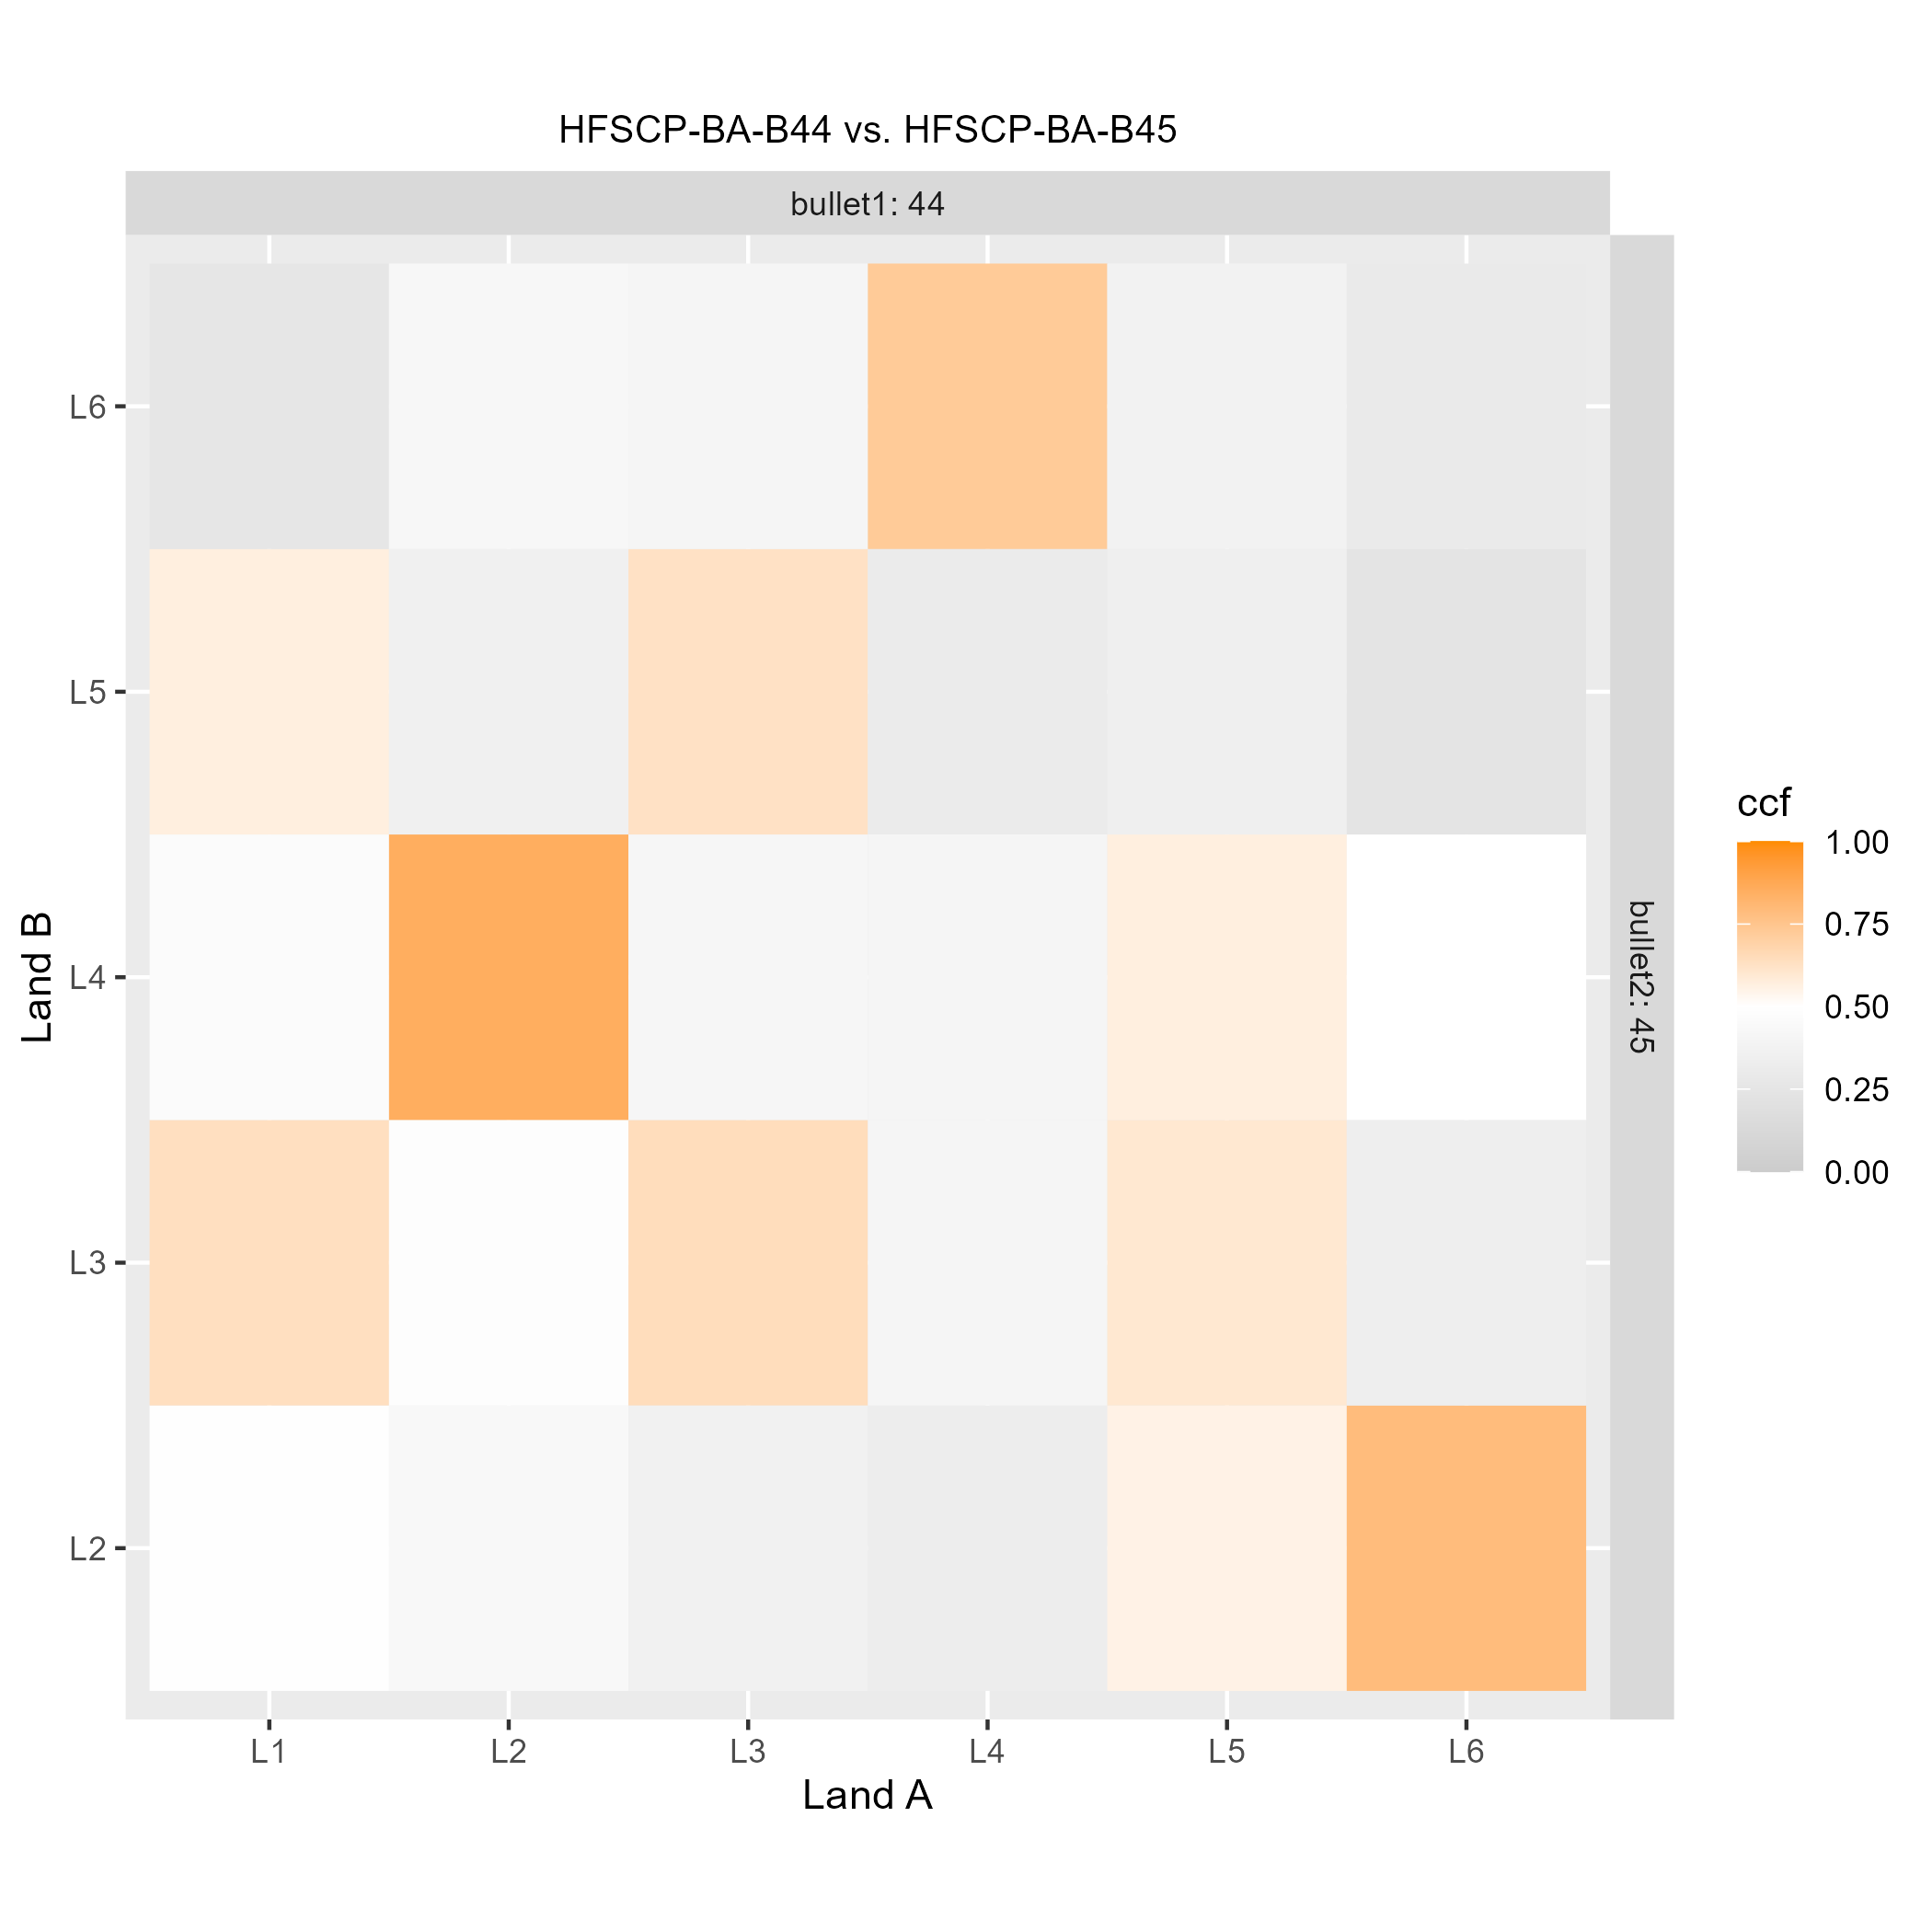 HFSCP-BA-B44 vs. HFSCP-BA-B45
bullet1: 44
L6
L5
L4
L3
L2
Land B
L1
L2
L3
L4
L5
L6
Land A
bullet2: 45
ccf
1.00
0.75
0.50
0.25
0.00